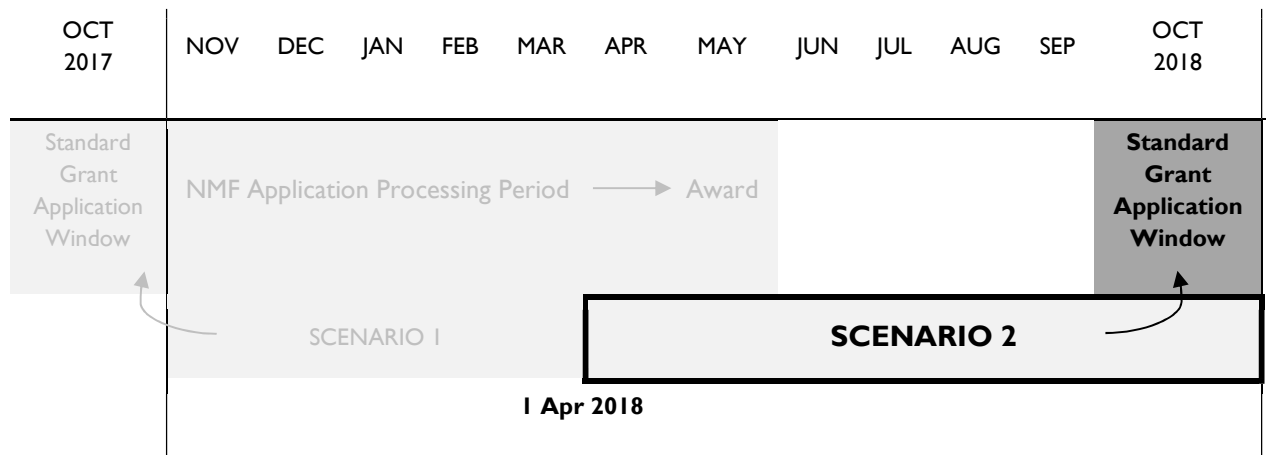 OCT
2017
NOV DEC JAN FEB MAR APR MAY JUN JUL AUG SEP
OCT
2018
Standard
Grant
Application
Window
NMF Application Processing Period Award
Standard
Grant
Application
Window
SCENARIO 1
SCENARIO 2
1 Apr 2018